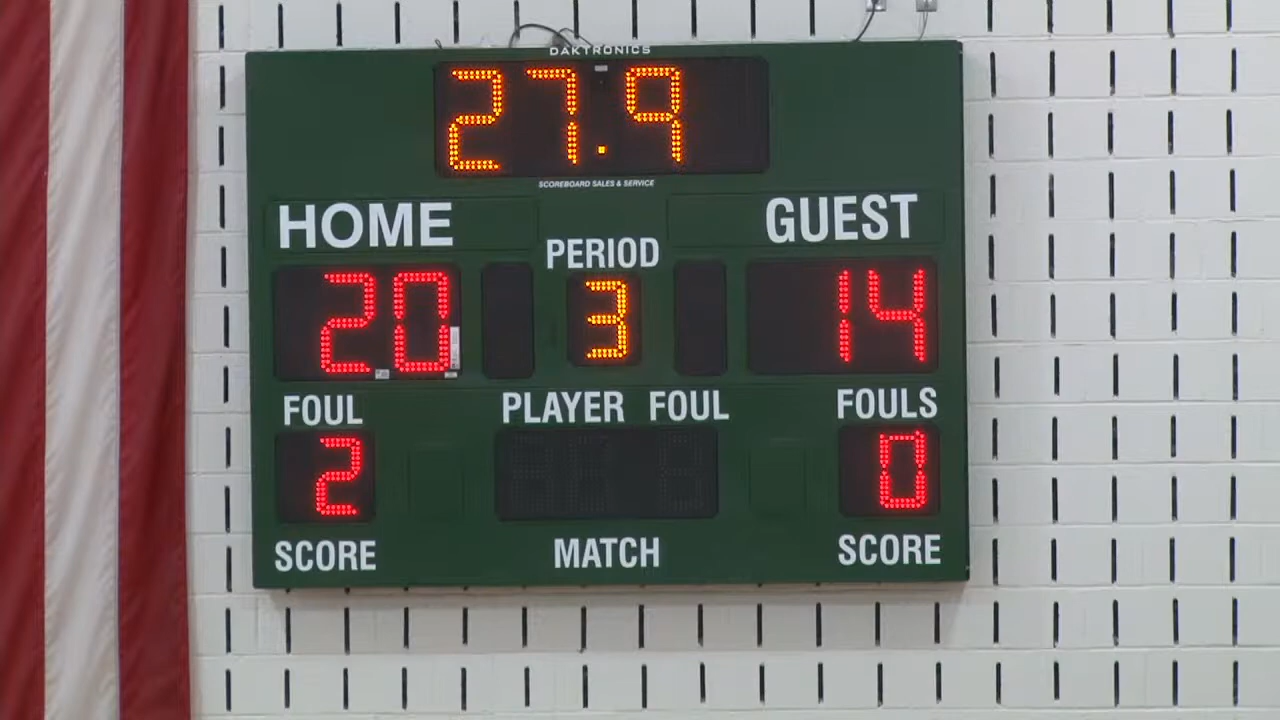 DAKTRONICS
27.9
SCOREBOARD SALES & SERVICE
HOME
GUEST
PERIOD
20
3
14
FOUL
PLAYER FOUL
FOULS
2
0
SCORE
MATCH
SCORE